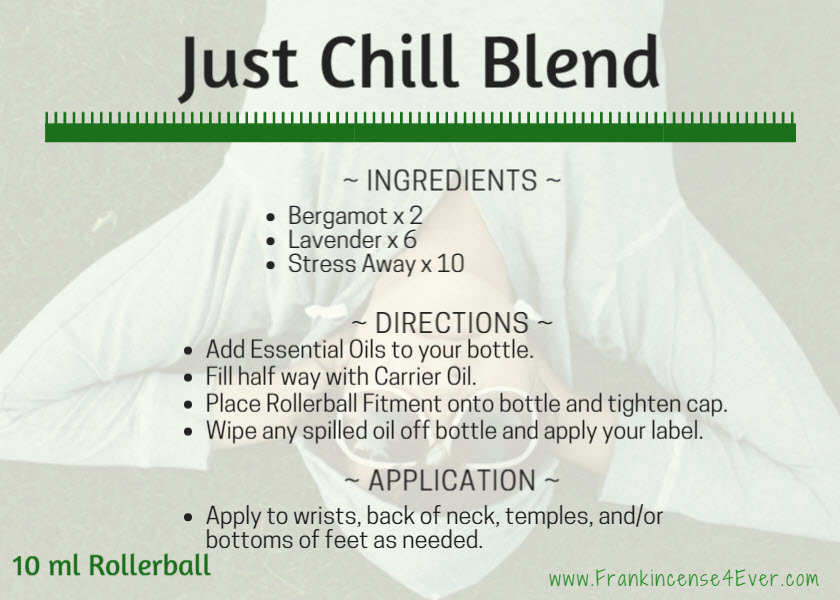 Just Chill Blend
~ INGREDIENTS ~
• Bergamot x 2
• Lavender x 6
• Stress Away x 10
~ DIRECTIONS ~
• Add Essential Oils to your bottle.
• Fill half way with Carrier Oil.
• Place Rollerball Fitment onto bottle and tighten cap.
• Wipe any spilled oil off bottle and apply your label.
~ APPLICATION ~
• Apply to wrists, back of neck, temples, and/or
bottoms of feet as needed.
10 ml Rollerball
www.Frankincense4Ever.com